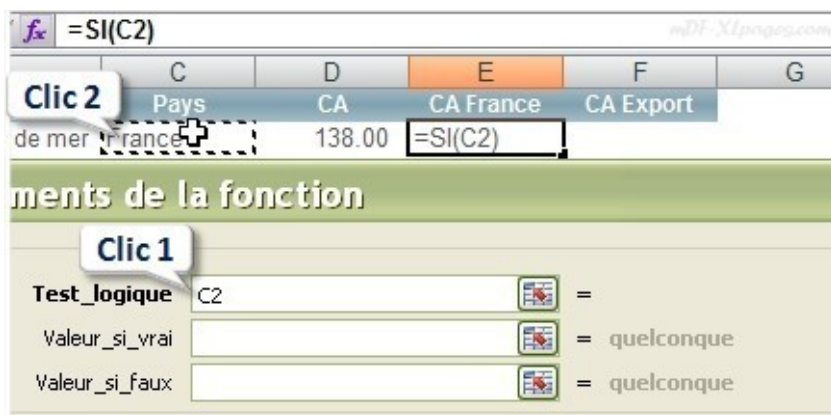 fx =SI(C2)
mDF-XLpages.com
C D E F G
Clic 2 Pays CA CA France CA Export
de mer France 138.00 =SI(C2)
ments de la fonction
Clic 1
Test_logique C2 =
Valeur_si_vrai = quelconque
Valeur_si_faux = quelconque